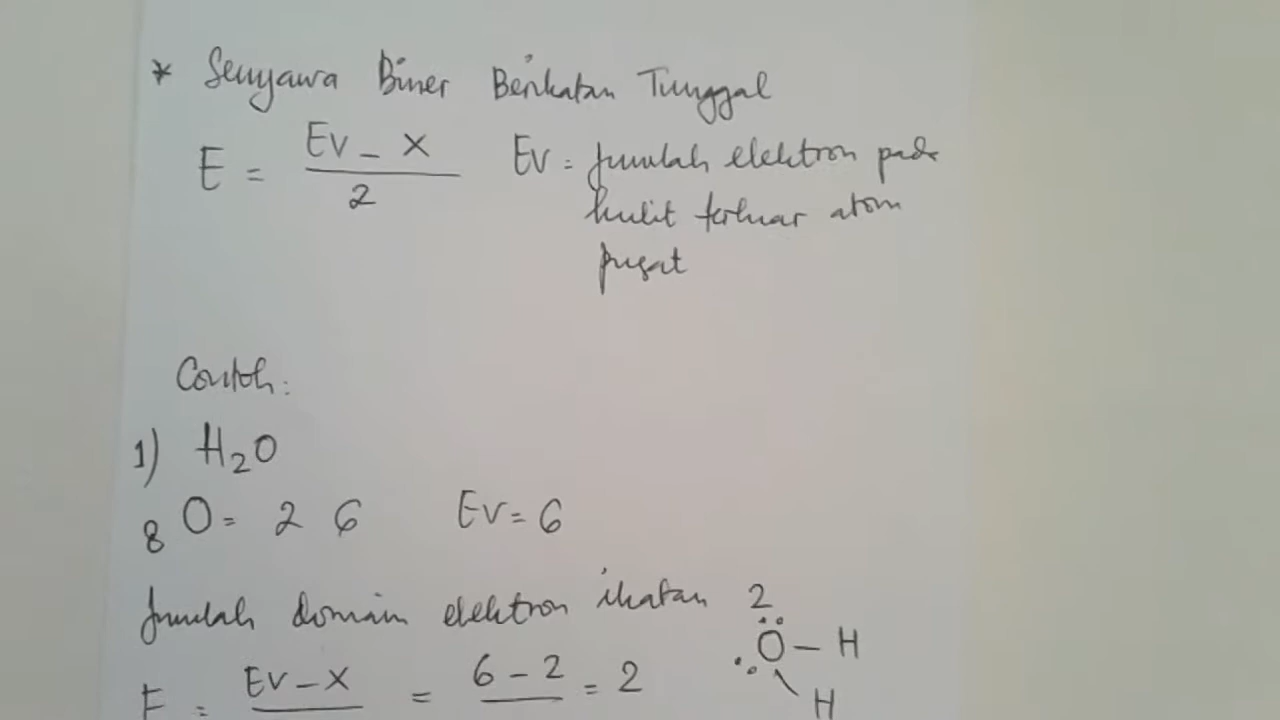 * Senyawa Biner Berikatan Tunggal
E = Ev - X / 2 Ev = Jumlah elektron pada
kulit terluar atom
pusat
Contoh:
1) H₂O
₈O = 2 6 Ev = 6
Jumlah domain elektron ikatan 2
E = Ev - X = 6 - 2 = 2
O - H
H